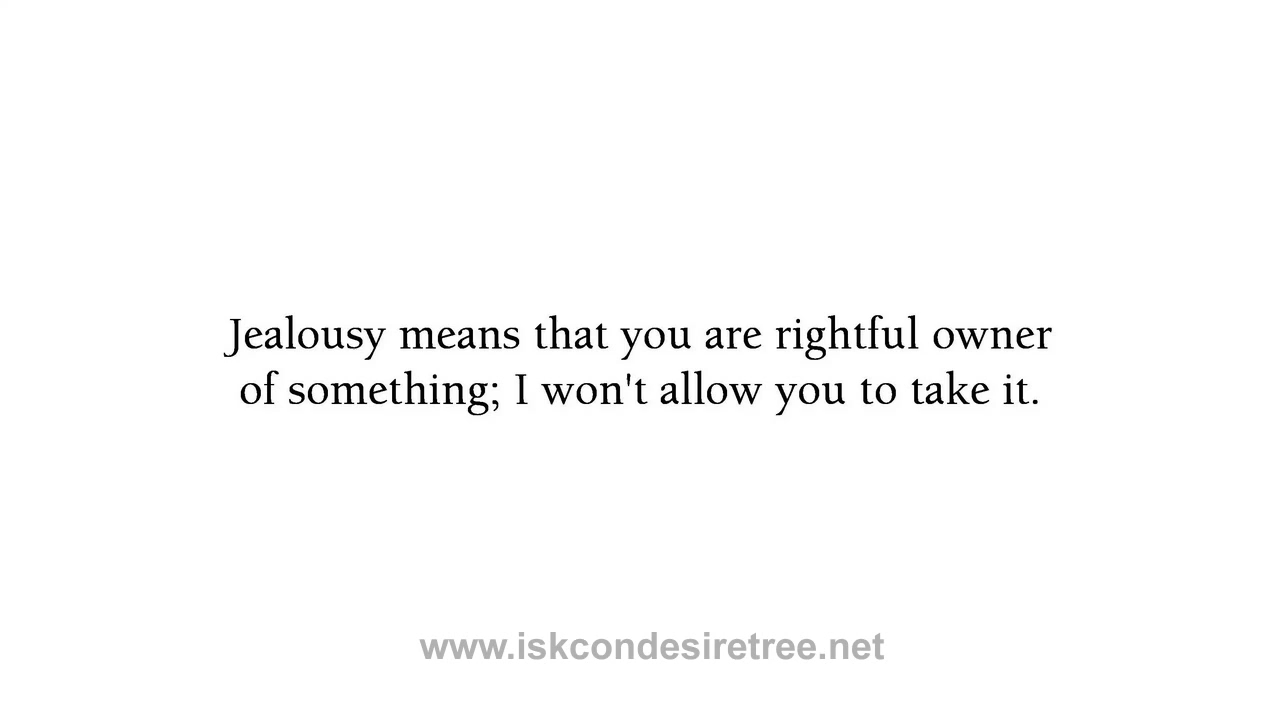 Jealousy means that you are rightful owner
of something; I won't allow you to take it.
www.iskcondesiretree.net